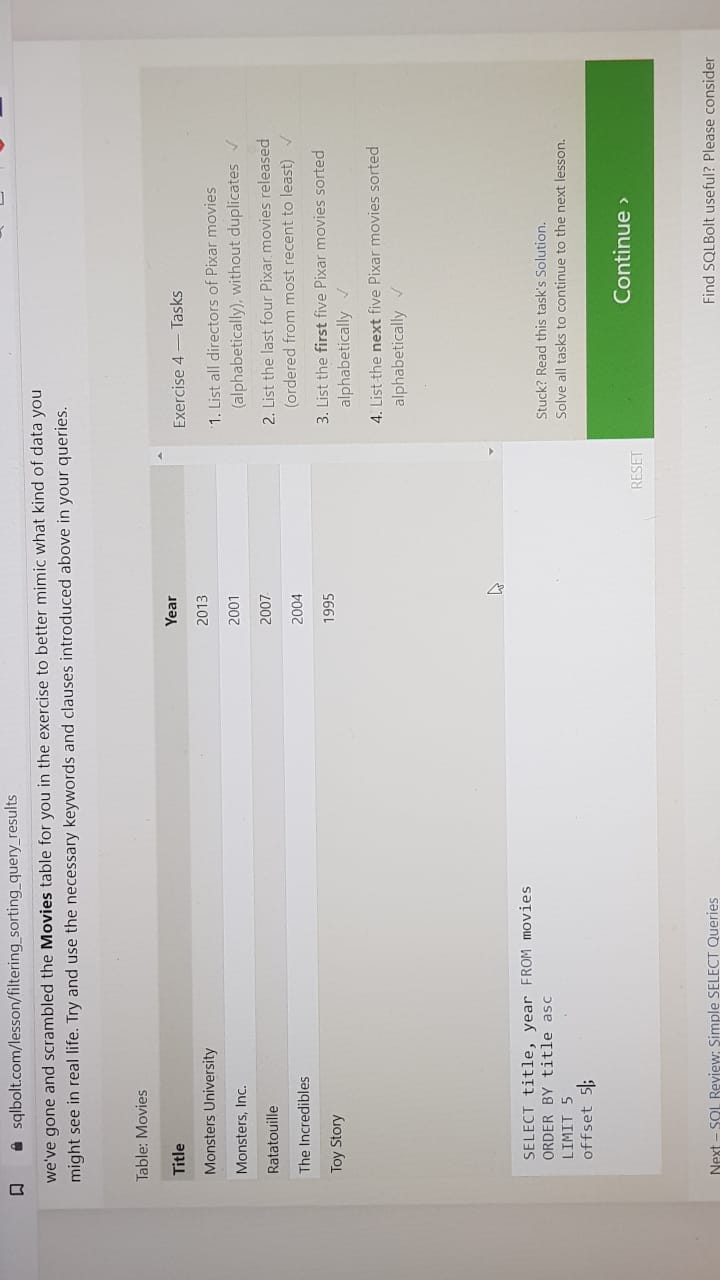 sqlbolt.com/lesson/filtering_sorting_query_results
we've gone and scrambled the Movies table for you in the exercise to better mimic what kind of data you
might see in real life. Try and use the necessary keywords and clauses introduced above in your queries.
Table: Movies
Title Year
Monsters University 2013
Monsters, Inc. 2001
Ratatouille 2007
The Incredibles 2004
Toy Story 1995
Exercise 4 — Tasks
1. List all directors of Pixar movies
(alphabetically), without duplicates ✓
2. List the last four Pixar movies released
(ordered from most recent to least) ✓
3. List the first five Pixar movies sorted
alphabetically ✓
4. List the next five Pixar movies sorted
alphabetically ✓
SELECT title, year FROM movies
ORDER BY title asc
LIMIT 5
offset 5;
RESET
Stuck? Read this task's Solution.
Solve all tasks to continue to the next lesson.
Continue ›
Next – SQL Review: Simple SELECT Queries
Find SQLBolt useful? Please consider